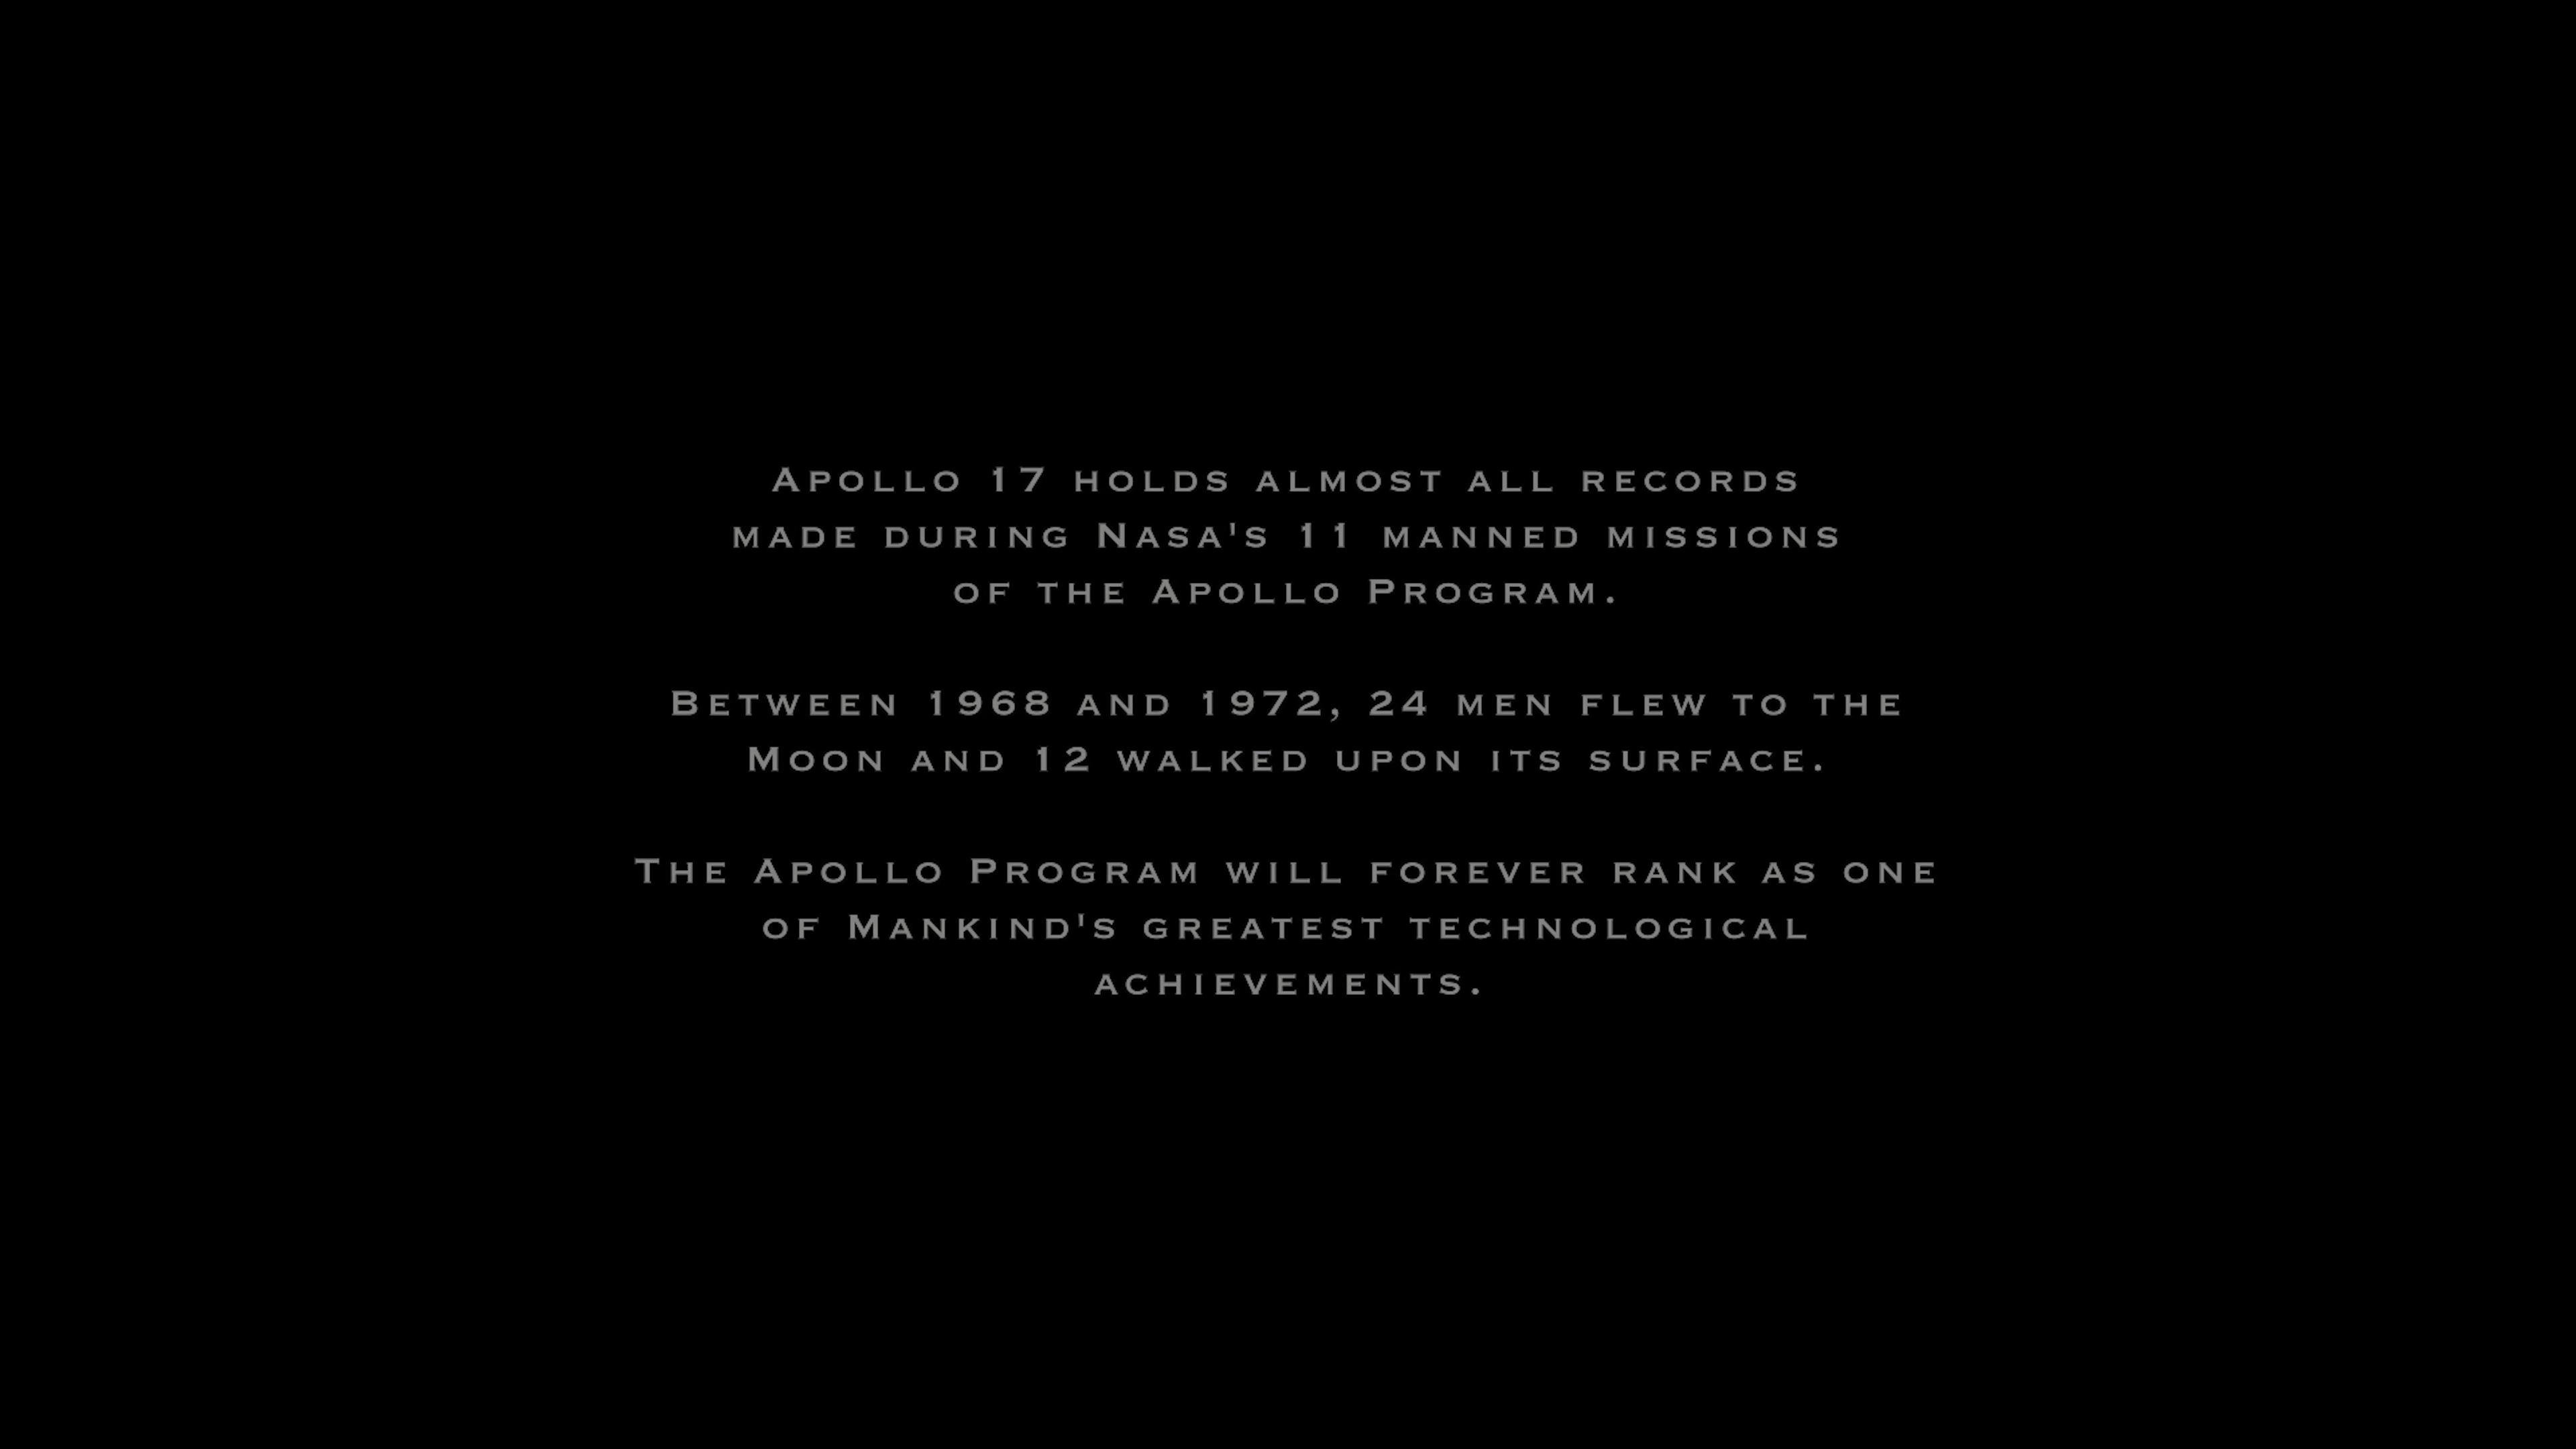 Apollo 17 holds almost all records
made during Nasa's 11 manned missions
of the Apollo Program.
Between 1968 and 1972, 24 men flew to the
Moon and 12 walked upon its surface.
The Apollo Program will forever rank as one
of Mankind's greatest technological
achievements.